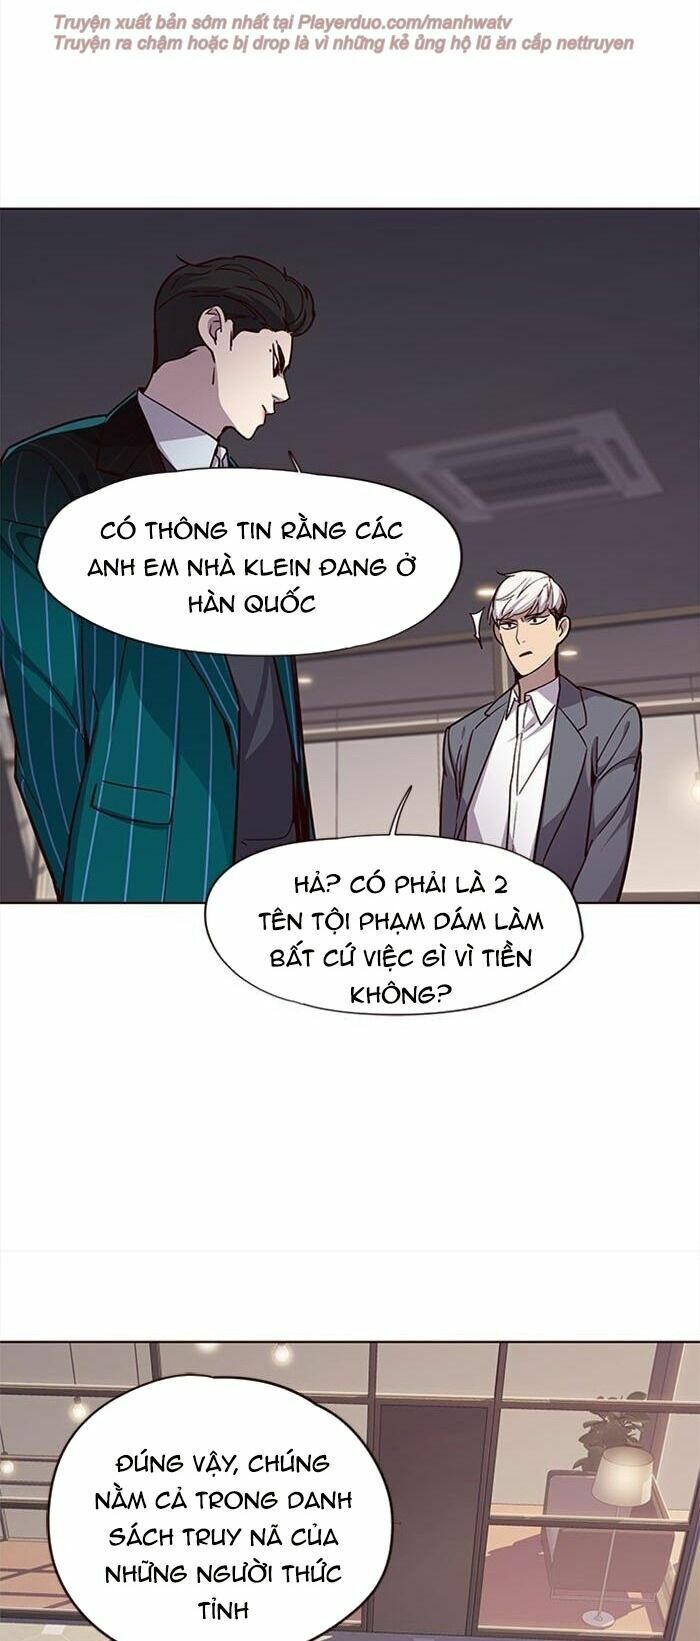 Truyện xuất bản sớm nhất tại Playerduo.com/manhwatv
Truyện ra chậm hoặc bị drop là vì những kẻ ủng hộ lũ ăn cắp nettruyen
CÓ THÔNG TIN RẰNG CÁC
ANH EM NHÀ KLEIN ĐANG Ở
HÀN QUỐC
HẢ? CÓ PHẢI LÀ 2
TÊN TỘI PHẠM DÁM LÀM
BẤT CỨ VIỆC GÌ VÌ TIỀN
KHÔNG?
ĐÚNG VẬY, CHÚNG
NẰM CẢ TRONG DANH
SÁCH TRUY NÃ CỦA
NHỮNG NGƯỜI THỨC
TỈNH